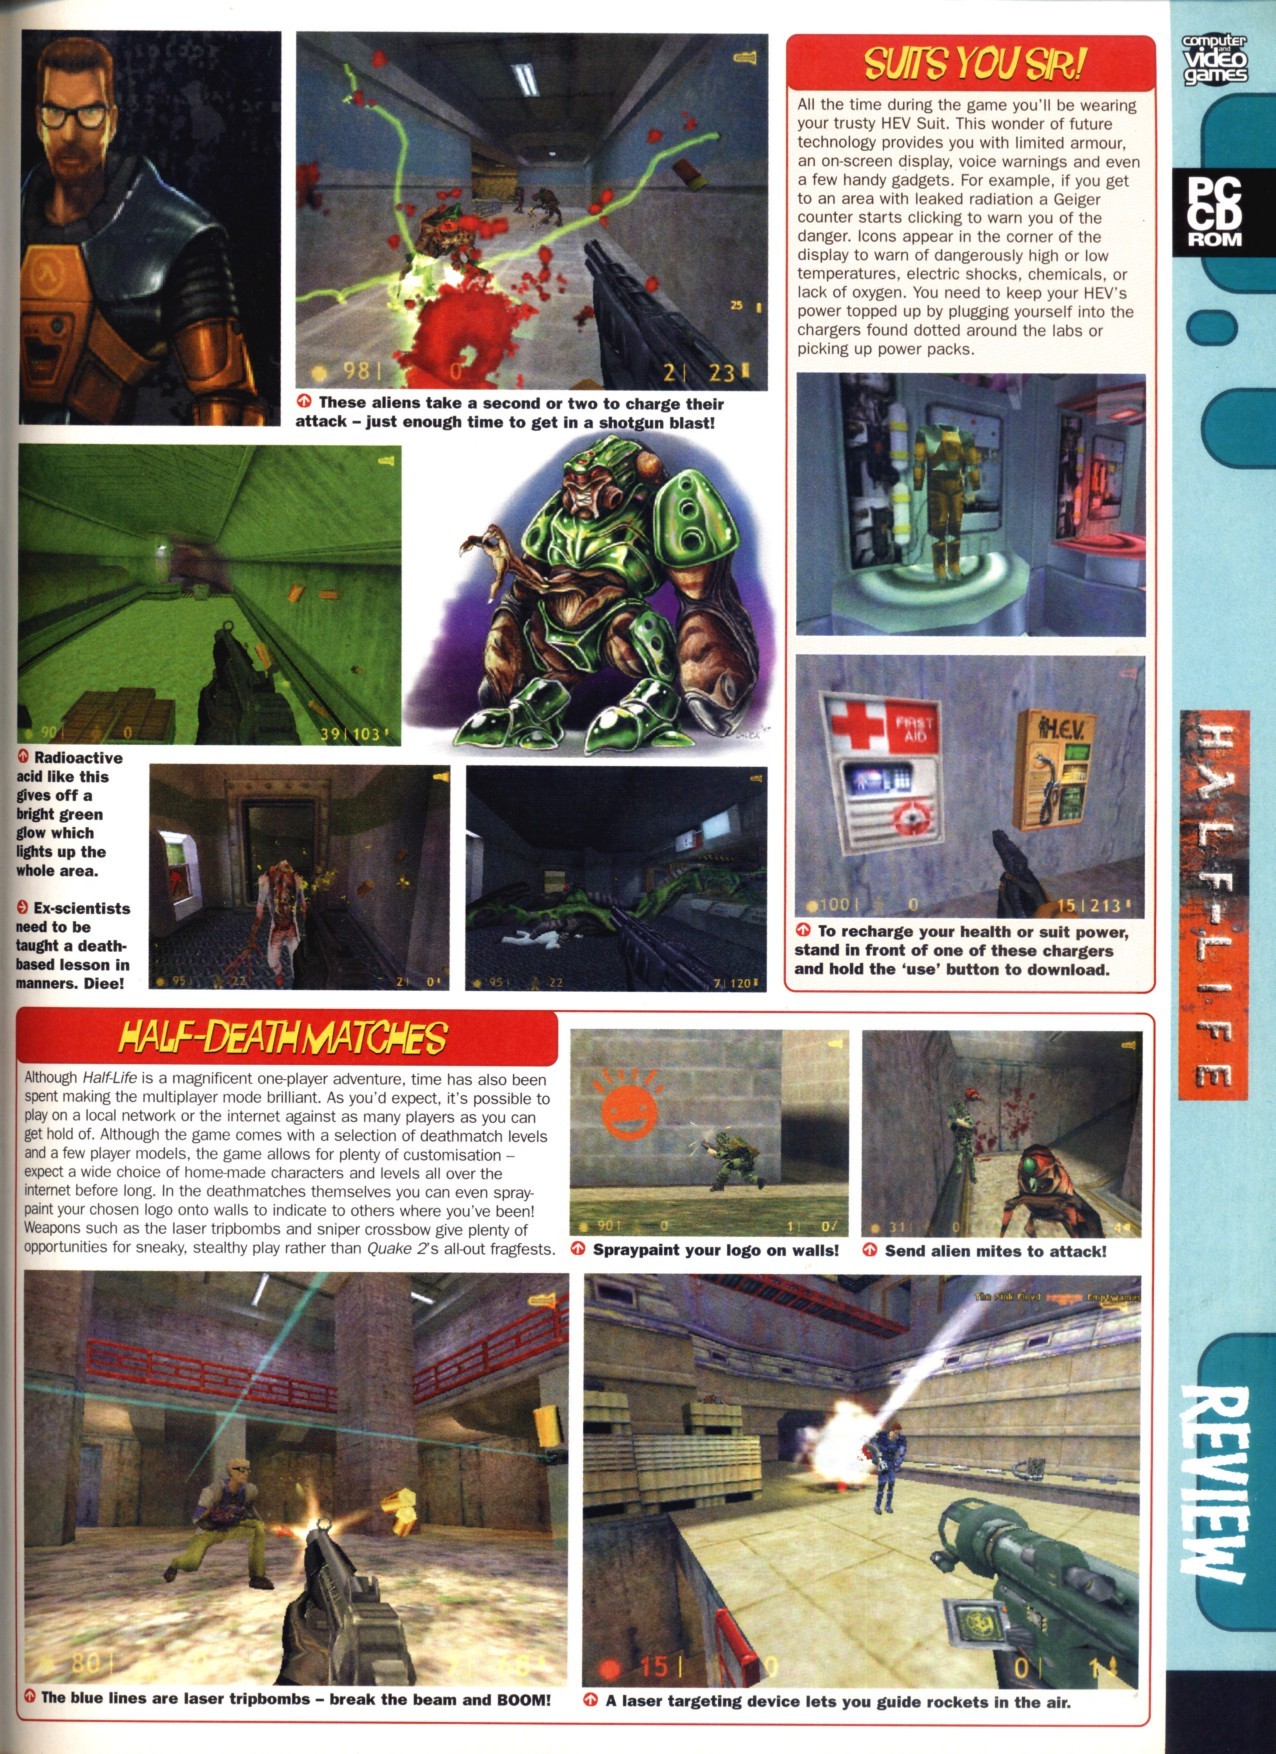 computer
and
video
games
PC
CD
ROM
HALF-LIFE
REVIEW
25
98
0
2 | 23
These aliens take a second or two to charge their
attack – just enough time to get in a shotgun blast!
SUITS YOU SIR!
All the time during the game you'll be wearing
your trusty HEV Suit. This wonder of future
technology provides you with limited armour,
an on-screen display, voice warnings and even
a few handy gadgets. For example, if you get
to an area with leaked radiation a Geiger
counter starts clicking to warn you of the
danger. Icons appear in the corner of the
display to warn of dangerously high or low
temperatures, electric shocks, chemicals, or
lack of oxygen. You need to keep your HEV's
power topped up by plugging yourself into the
chargers found dotted around the labs or
picking up power packs.
FIRST
AID
H.E.V.
100 | 0
15 | 213
To recharge your health or suit power,
stand in front of one of these chargers
and hold the 'use' button to download.
90 | 0
39 | 103
Radioactive
acid like this
gives off a
bright green
glow which
lights up the
whole area.
Ex-scientists
need to be
taught a death-
based lesson in
manners. Diee!
95 | 22
2 | 0
95 | 22
7 | 120
HALF-DEATHMATCHES
Although Half-Life is a magnificent one-player adventure, time has also been
spent making the multiplayer mode brilliant. As you'd expect, it's possible to
play on a local network or the internet against as many players as you can
get hold of. Although the game comes with a selection of deathmatch levels
and a few player models, the game allows for plenty of customisation –
expect a wide choice of home-made characters and levels all over the
internet before long. In the deathmatches themselves you can even spray-
paint your chosen logo onto walls to indicate to others where you've been!
Weapons such as the laser tripbombs and sniper crossbow give plenty of
opportunities for sneaky, stealthy play rather than Quake 2's all-out fragfests.
90 | 0
Spraypaint your logo on walls!
31 | 0
4
Send alien mites to attack!
80
The blue lines are laser tripbombs – break the beam and BOOM!
15 | 0
0 | 1
A laser targeting device lets you guide rockets in the air.